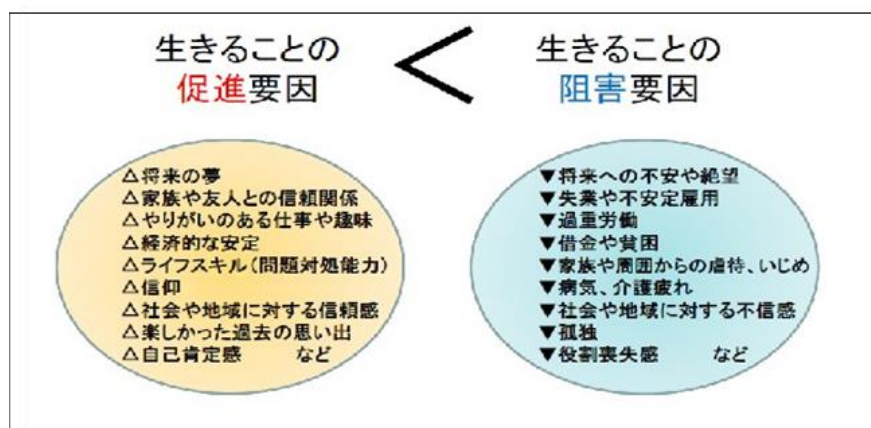 生きることの
促進要因
<
生きることの
阻害要因
△将来の夢
△家族や友人との信頼関係
△やりがいのある仕事や趣味
△経済的な安定
△ライフスキル(問題対処能力)
△信仰
△社会や地域に対する信頼感
△楽しかった過去の思い出
△自己肯定感　　など
▼将来への不安や絶望
▼失業や不安定雇用
▼過重労働
▼借金や貧困
▼家族や周囲からの虐待、いじめ
▼病気、介護疲れ
▼社会や地域に対する不信感
▼孤独
▼役割喪失感　　など